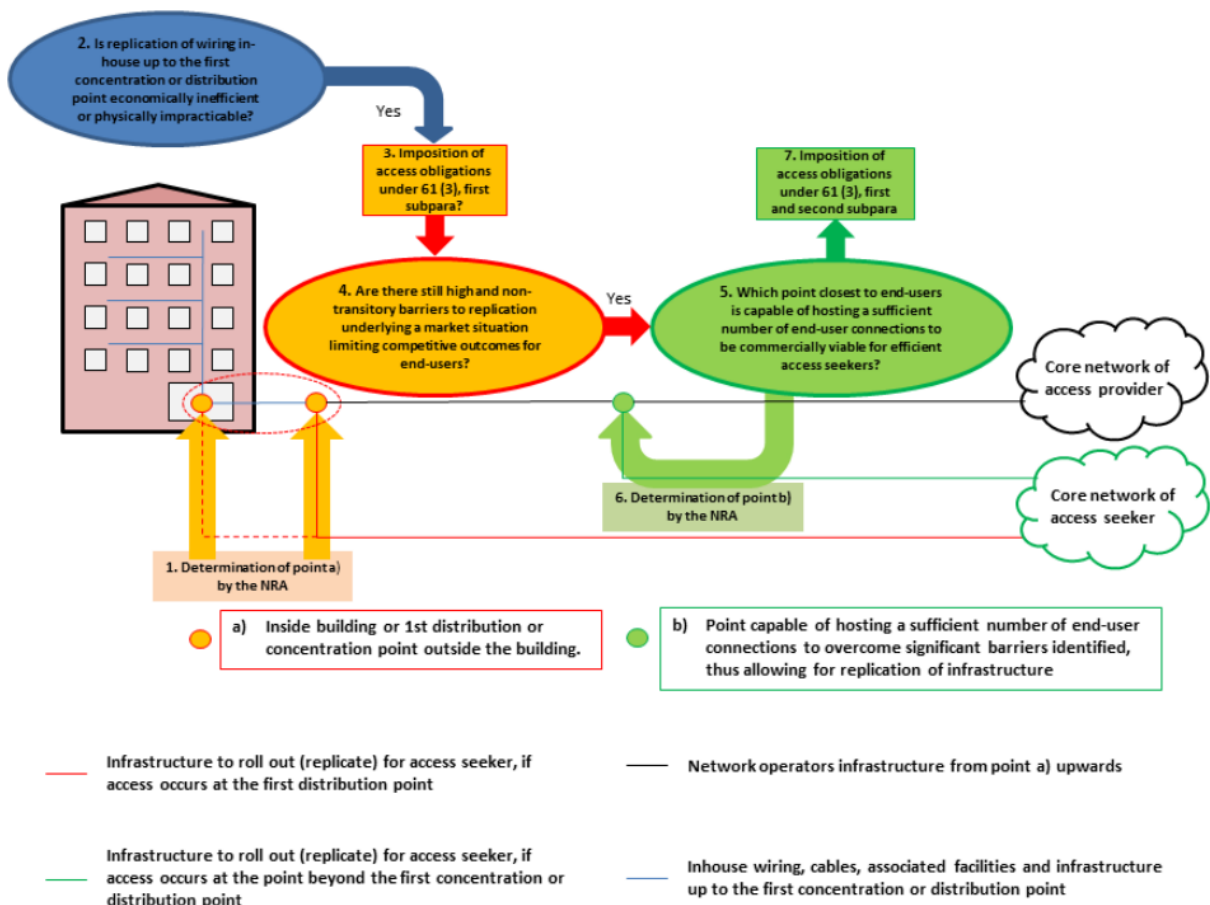 2. Is replication of wiring in-
house up to the first
concentration or distribution
point economically inefficient
or physically impracticable?
Yes
3. Imposition of
access obligations
under 61 (3), first
subpara?
7. Imposition of
access obligations
under 61 (3), first
and second subpara
4. Are there still high and non-
transitory barriers to replication
underlying a market situation
limiting competitive outcomes for
end-users?
Yes
5. Which point closest to end-users
is capable of hosting a sufficient
number of end-user connections to
be commercially viable for efficient
access seekers?
Core network of
access provider
6. Determination of point b)
by the NRA
Core network of
access seeker
1. Determination of point a)
by the NRA
a) Inside building or 1st distribution or
concentration point outside the building.
b) Point capable of hosting a sufficient number of end-user
connections to overcome significant barriers identified,
thus allowing for replication of infrastructure
Infrastructure to roll out (replicate) for access seeker, if
access occurs at the first distribution point
Network operators infrastructure from point a) upwards
Infrastructure to roll out (replicate) for access seeker, if
access occurs at the point beyond the first concentration or
distribution point
Inhouse wiring, cables, associated facilities and infrastructure
up to the first concentration or distribution point